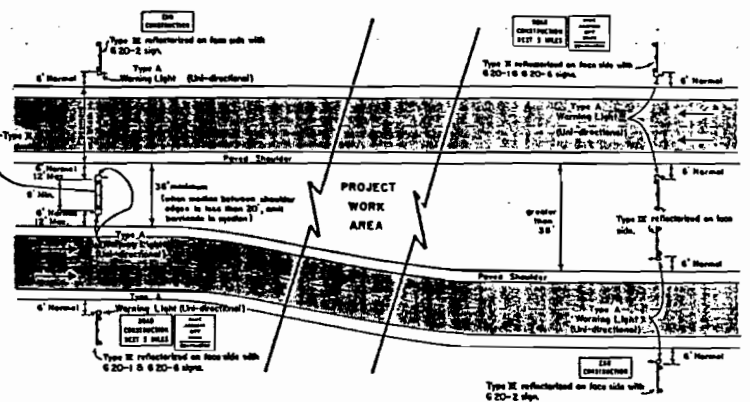 END
CONSTRUCTION
Type III reflectorized on face side with
G 20-2 sign.
Type A
Warning Light (Uni-directional)
6' Normal
ROAD
CONSTRUCTION
NEXT 5 MILES
Type III reflectorized on face side with
G 20-1 & G 20-6 signs.
6' Normal
Type A
Warning Light
(Uni-directional)
Paved Shoulder
6' Normal
12' Max.
6' Min.
6' Normal
12' Max.
36' minimum
(when median between shoulder
edges is less than 20', omit
barricade in median)
PROJECT
WORK
AREA
greater
than
36'
6' Normal
Type III reflectorized on face
side.
6' Normal
Type A
(Uni-directional)
Paved Shoulder
Type A
Warning Light (Uni-directional)
6' Normal
ROAD
CONSTRUCTION
NEXT 5 MILES
Type III reflectorized on face side with
G 20-1 & G 20-6 signs.
Type A
Warning Light
(Uni-directional)
6' Normal
END
CONSTRUCTION
Type III reflectorized on face side with
G 20-2 sign.